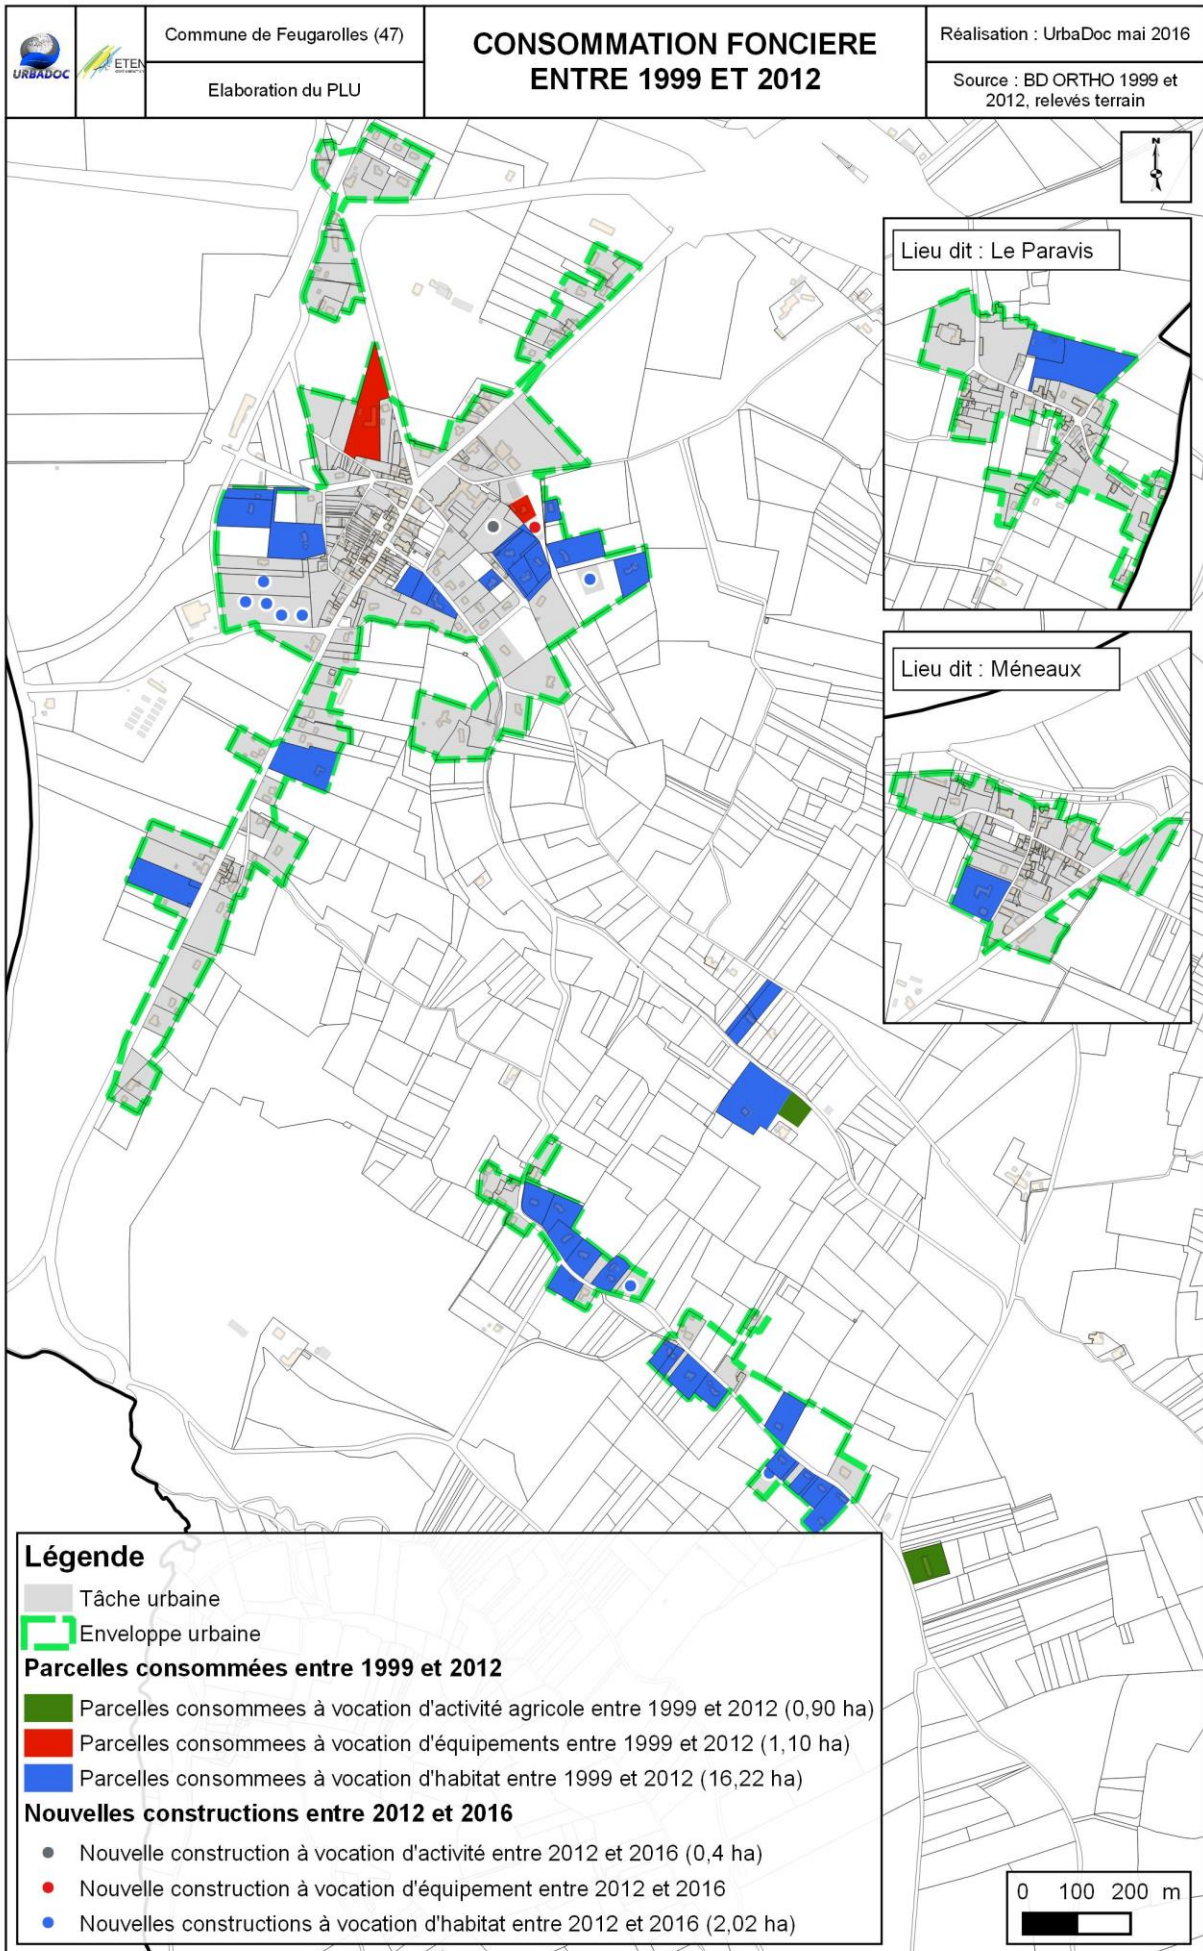 URBADOC
ETEN
Commune de Feugarolles (47)
Elaboration du PLU
CONSOMMATION FONCIERE
ENTRE 1999 ET 2012
Réalisation : UrbaDoc mai 2016
Source : BD ORTHO 1999 et
2012, relevés terrain
N
Lieu dit : Le Paravis
Lieu dit : Méneaux
Légende
Tâche urbaine
Enveloppe urbaine
Parcelles consommées entre 1999 et 2012
Parcelles consommees à vocation d'activité agricole entre 1999 et 2012 (0,90 ha)
Parcelles consommees à vocation d'équipements entre 1999 et 2012 (1,10 ha)
Parcelles consommees à vocation d'habitat entre 1999 et 2012 (16,22 ha)
Nouvelles constructions entre 2012 et 2016
Nouvelle construction à vocation d'activité entre 2012 et 2016 (0,4 ha)
Nouvelle construction à vocation d'équipement entre 2012 et 2016
Nouvelles constructions à vocation d'habitat entre 2012 et 2016 (2,02 ha)
0 100 200 m